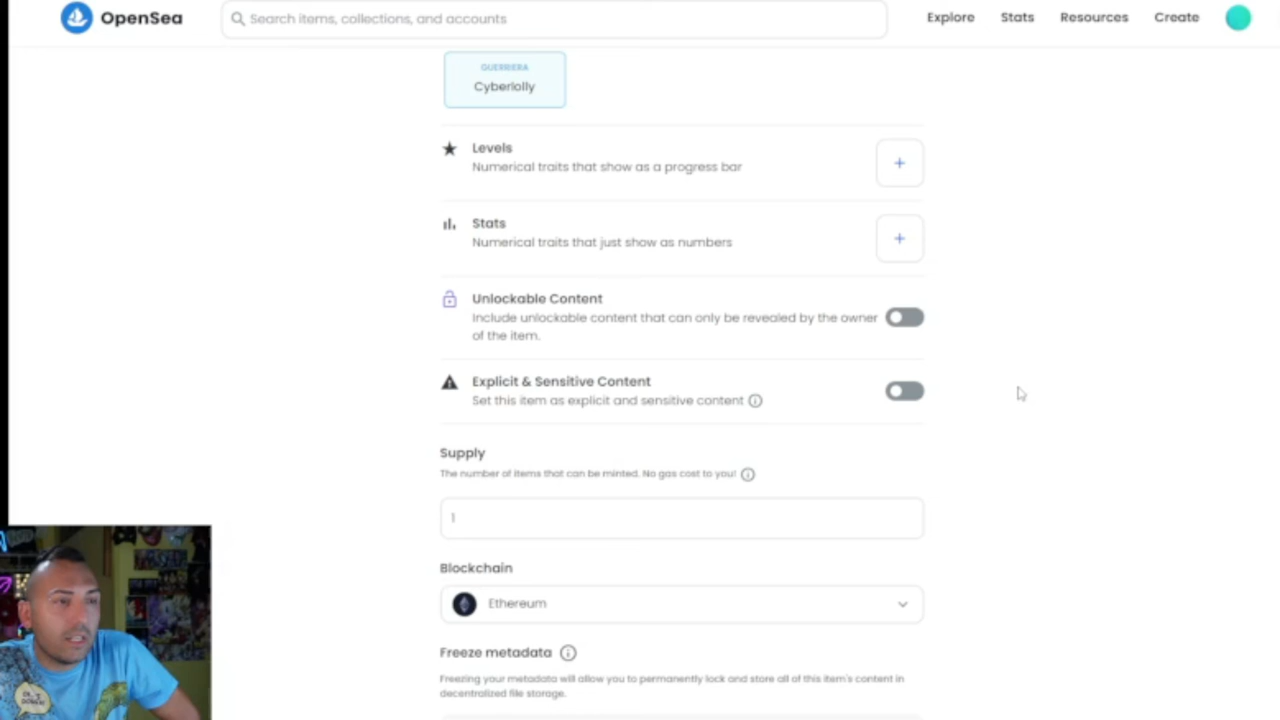 OpenSea
Search items, collections, and accounts
Explore Stats Resources Create
GUERRIERA
Cyberlolly
Levels
Numerical traits that show as a progress bar
Stats
Numerical traits that just show as numbers
Unlockable Content
Include unlockable content that can only be revealed by the owner
of the item.
Explicit & Sensitive Content
Set this item as explicit and sensitive content
Supply
The number of items that can be minted. No gas cost to you!
1
Blockchain
Ethereum
Freeze metadata
Freezing your metadata will allow you to permanently lock and store all of this item's content in
decentralized file storage.